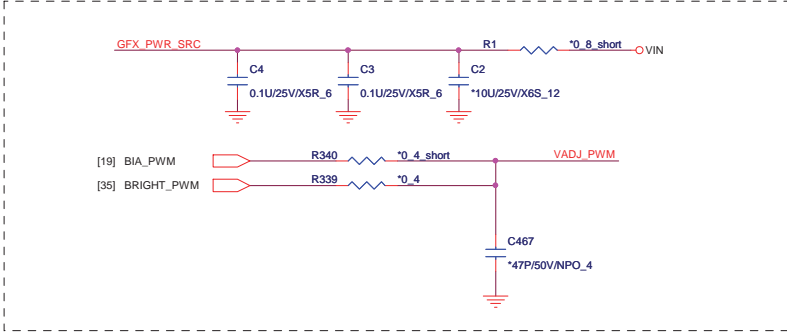 GFX_PWR_SRC R1 *0_8_short VIN
C4 C3 C2
0.1U/25V/X5R_6 0.1U/25V/X5R_6 *10U/25V/X6S_12
[19] BIA_PWM R340 *0_4_short VADJ_PWM
[35] BRIGHT_PWM R339 *0_4
C467
*47P/50V/NPO_4